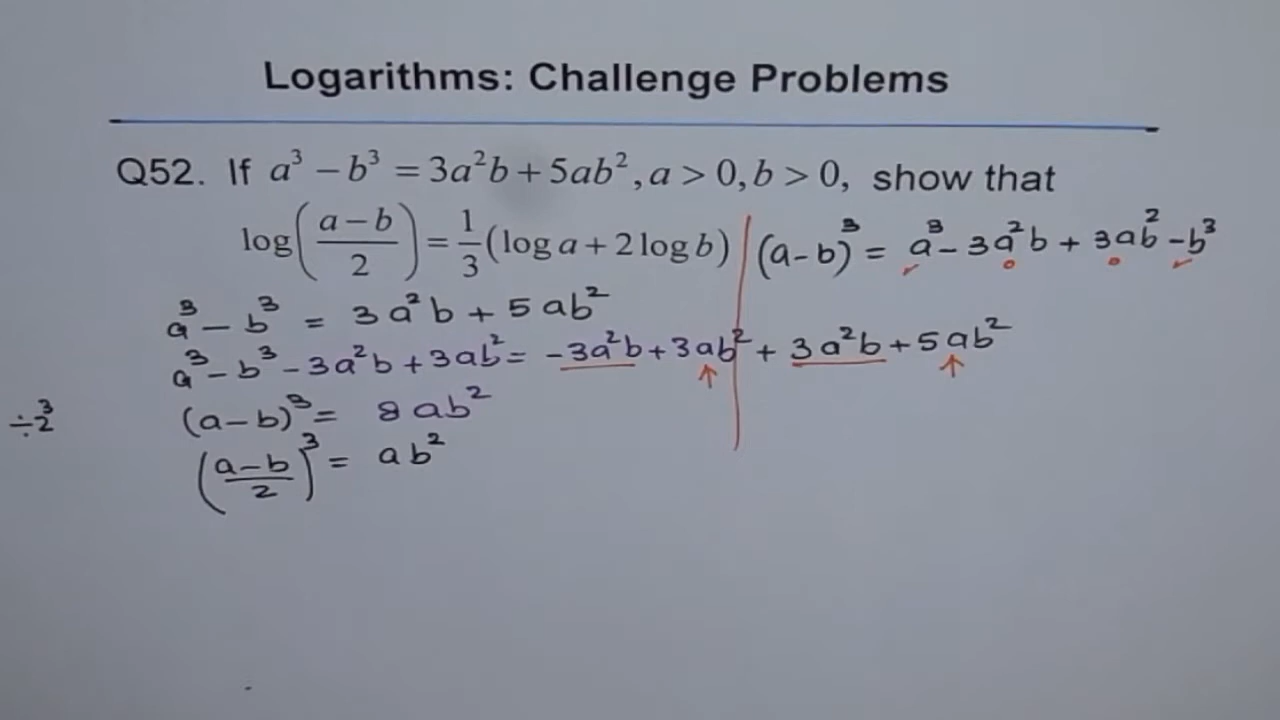 Logarithms: Challenge Problems
Q52. If a³ − b³ = 3a²b + 5ab², a > 0, b > 0, show that
log((a − b)/2) = 1/3 (log a + 2 log b)
(a − b)³ = a³ − 3a²b + 3ab² − b³
a³ − b³ = 3a²b + 5ab²
a³ − b³ − 3a²b + 3ab² = −3a²b + 3ab² + 3a²b + 5ab²
(a − b)³ = 8ab²
÷2³
((a − b)/2)³ = ab²